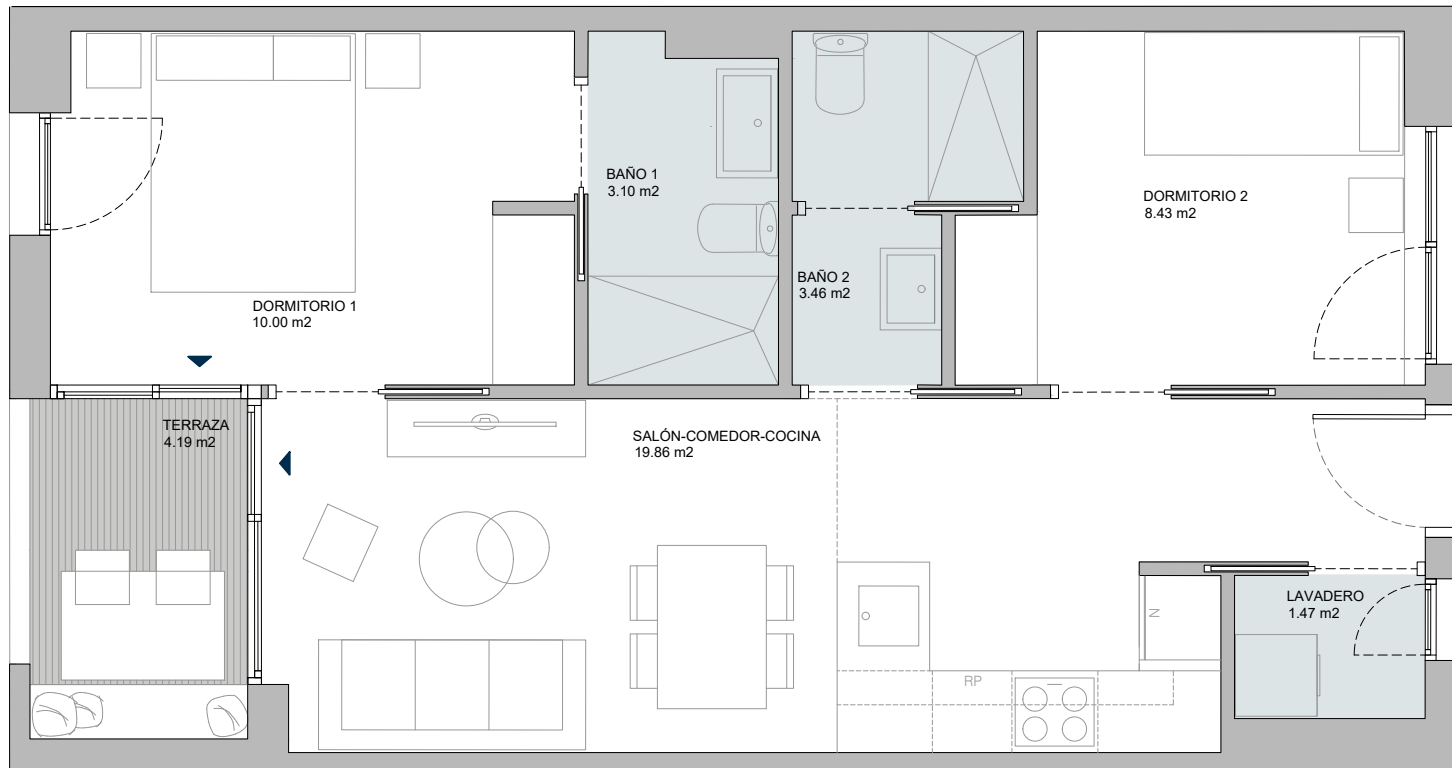 BAÑO 1
3.10 m2
DORMITORIO 2
8.43 m2
BAÑO 2
3.46 m2
DORMITORIO 1
10.00 m2
TERRAZA
4.19 m2
SALÓN-COMEDOR-COCINA
19.86 m2
LAVADERO
1.47 m2
N
RP